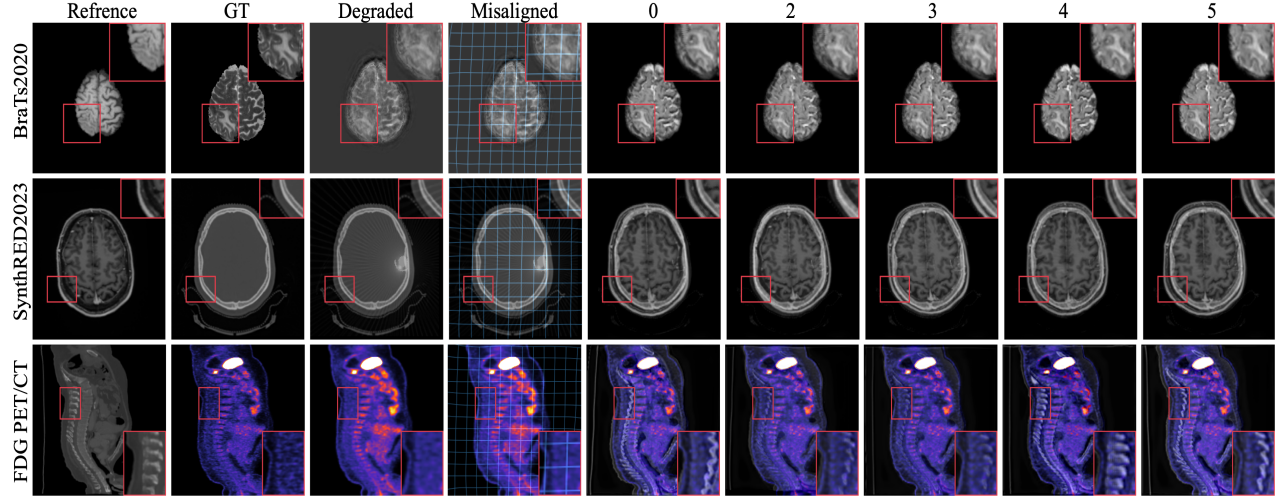 Refrence GT Degraded Misaligned 0 2 3 4 5
BraTs2020
SynthRED2023
FDG PET/CT